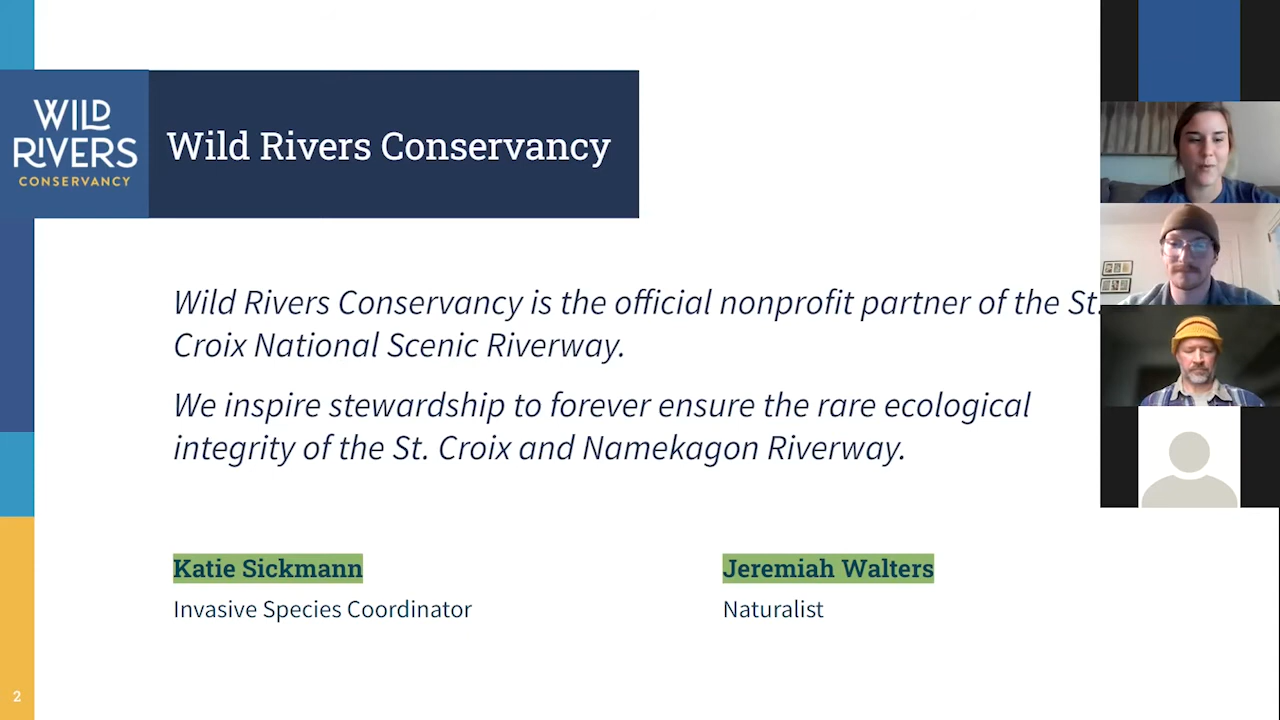 WILD
RIVERS
CONSERVANCY
Wild Rivers Conservancy
Wild Rivers Conservancy is the official nonprofit partner of the St.
Croix National Scenic Riverway.
We inspire stewardship to forever ensure the rare ecological
integrity of the St. Croix and Namekagon Riverway.
Katie Sickmann
Jeremiah Walters
Invasive Species Coordinator
Naturalist
2